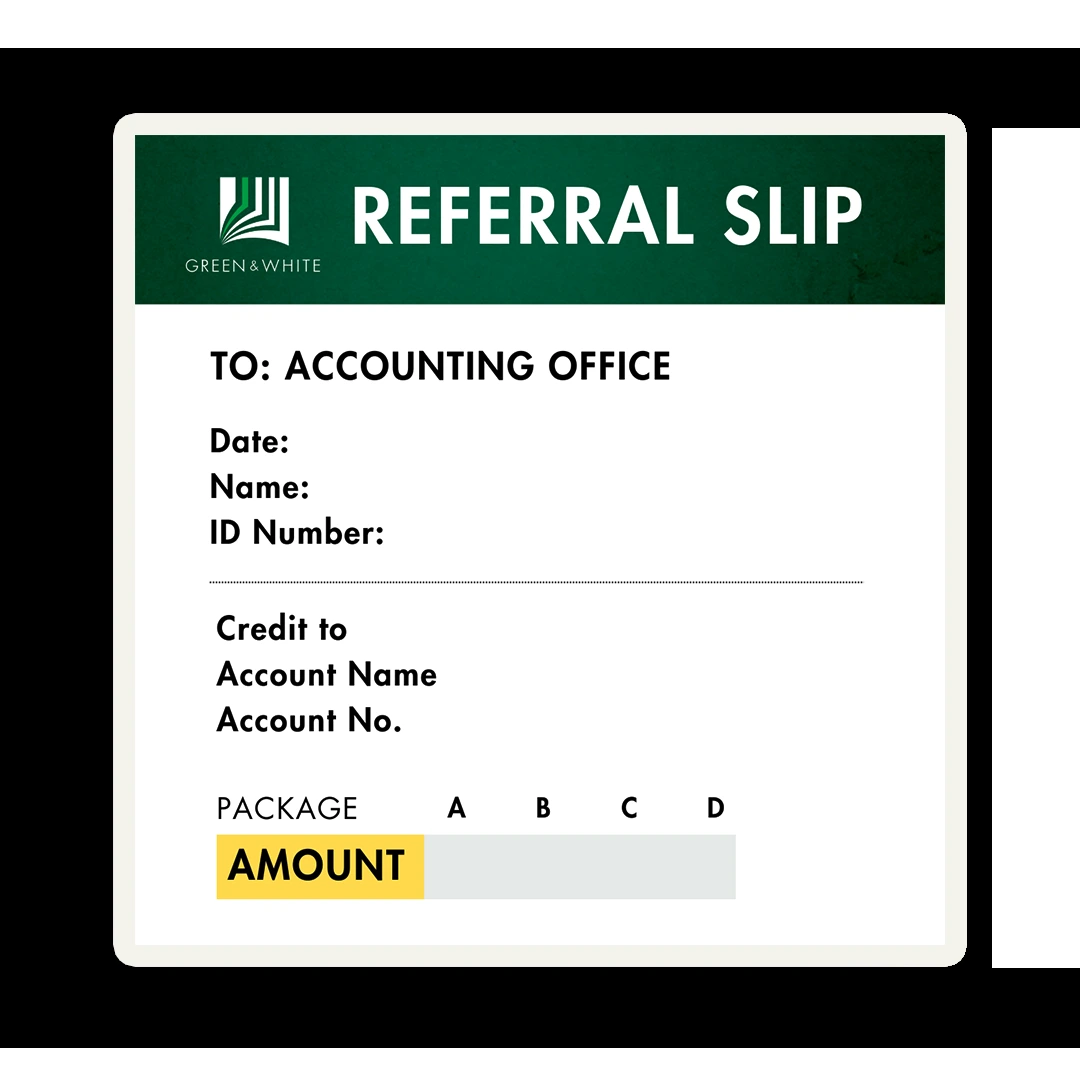 GREEN & WHITE
REFERRAL SLIP
TO: ACCOUNTING OFFICE
Date:
Name:
ID Number:
Credit to
Account Name
Account No.
PACKAGE A B C D
AMOUNT